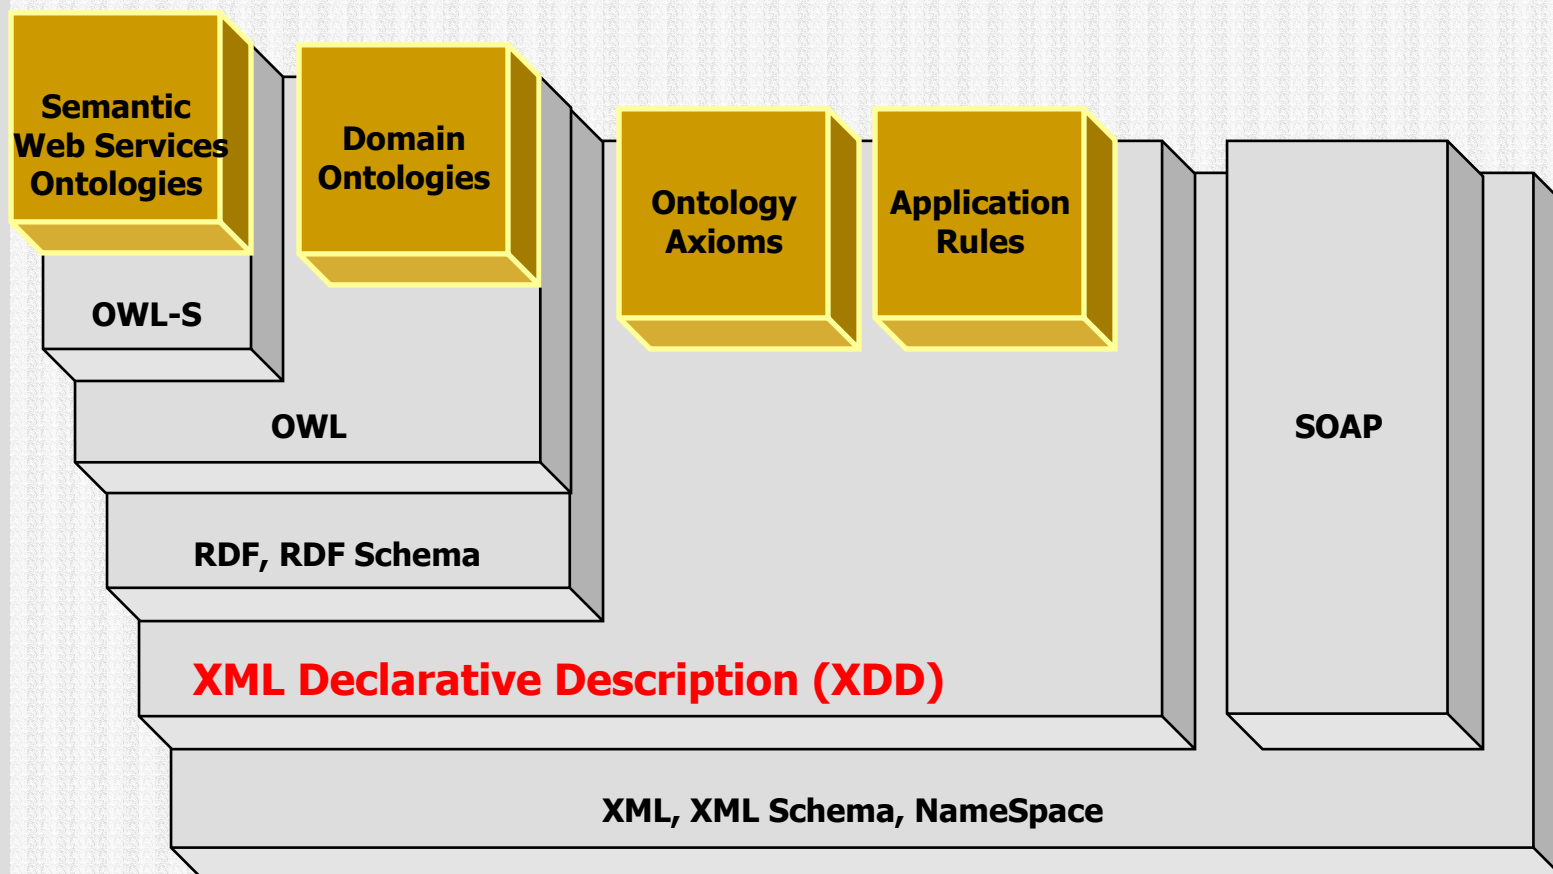 Semantic
Web Services
Ontologies
Domain
Ontologies
Ontology
Axioms
Application
Rules
OWL-S
OWL
SOAP
RDF, RDF Schema
XML Declarative Description (XDD)
XML, XML Schema, NameSpace